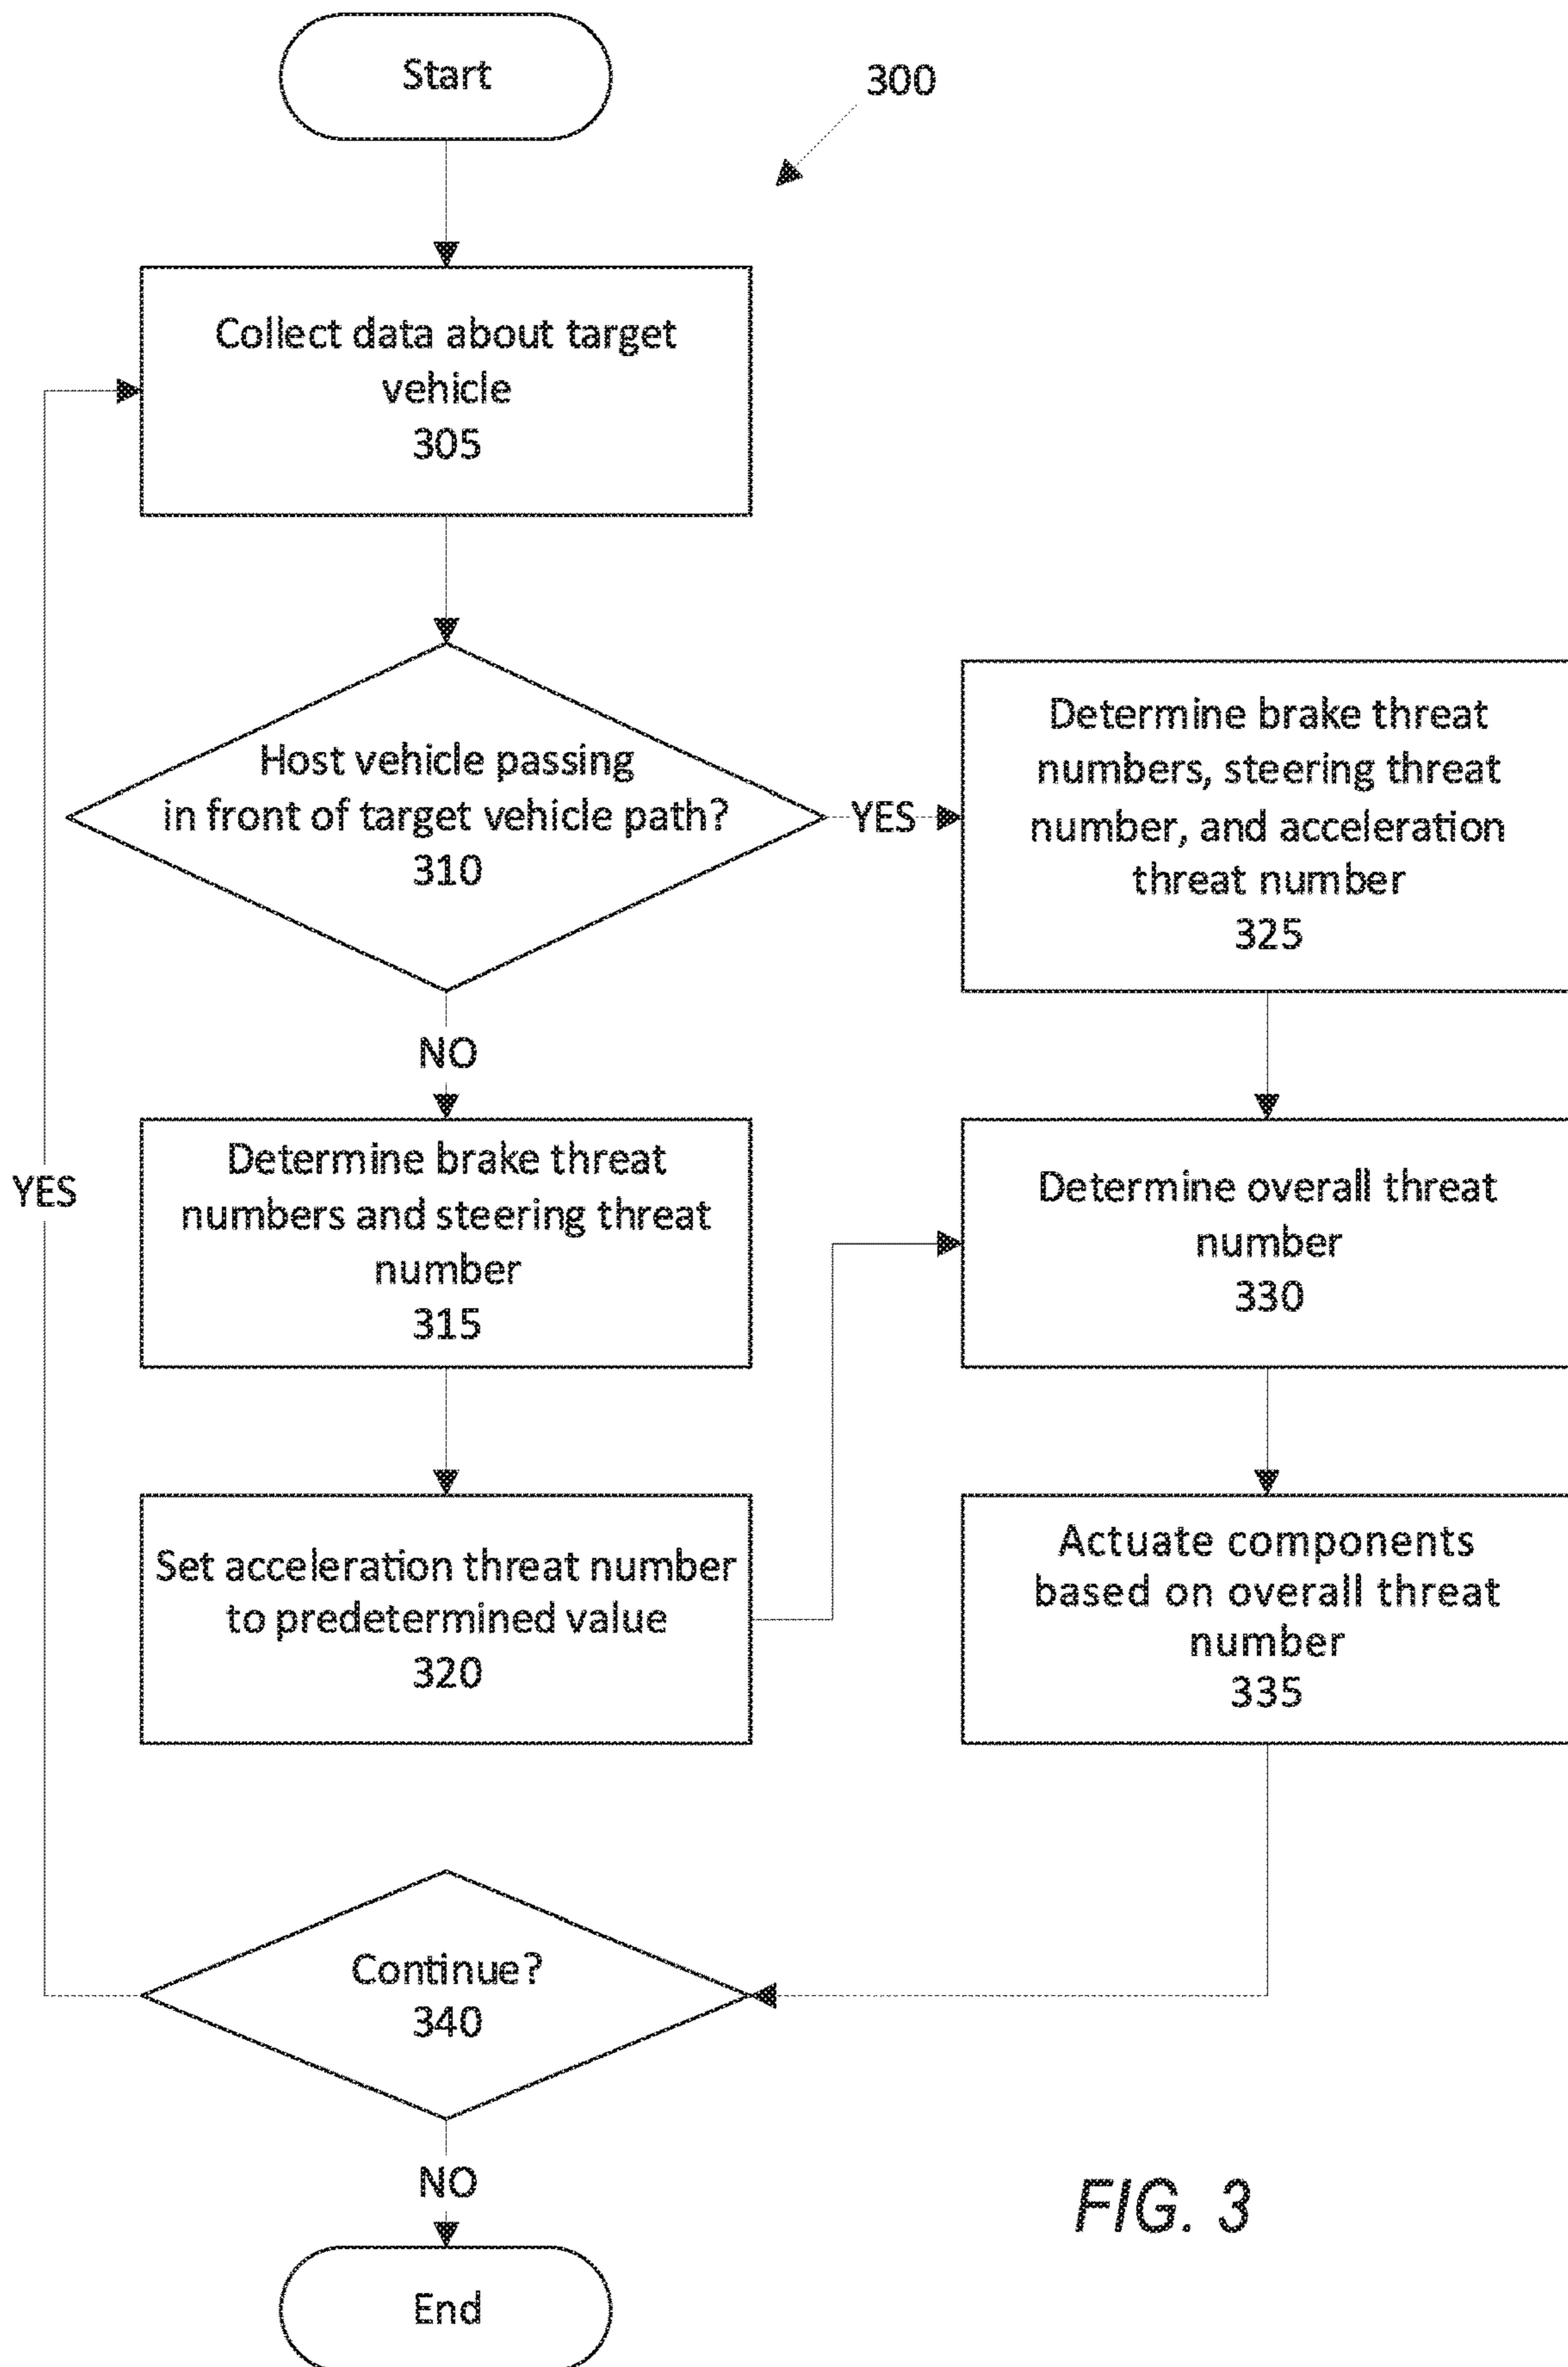 Start
300
Collect data about target
vehicle
305
Host vehicle passing
in front of target vehicle path?
310
YES
Determine brake threat
numbers, steering threat
number, and acceleration
threat number
325
NO
Determine brake threat
numbers and steering threat
number
315
YES
Determine overall threat
number
330
Set acceleration threat number
to predetermined value
320
Actuate components
based on overall threat
number
335
Continue?
340
NO
FIG. 3
End